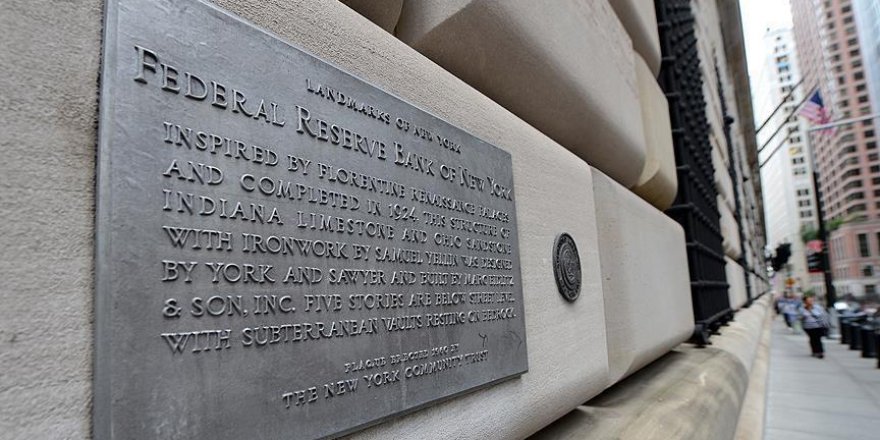 LANDMARKS OF NEW YORK
FEDERAL RESERVE BANK OF NEW YORK
INSPIRED BY FLORENTINE RENAISSANCE PALACES
AND COMPLETED IN 1924, THIS STRUCTURE OF
INDIANA LIMESTONE AND OHIO SANDSTONE
WITH IRONWORK BY SAMUEL YELLIN WAS DESIGNED
BY YORK AND SAWYER AND BUILT BY MARC EIDLITZ
& SON, INC. FIVE STORIES ARE BELOW STREET LEVEL
WITH SUBTERRANEAN VAULTS RESTING ON BEDROCK.
PLAQUE ERECTED 1960 BY
THE NEW YORK COMMUNITY TRUST